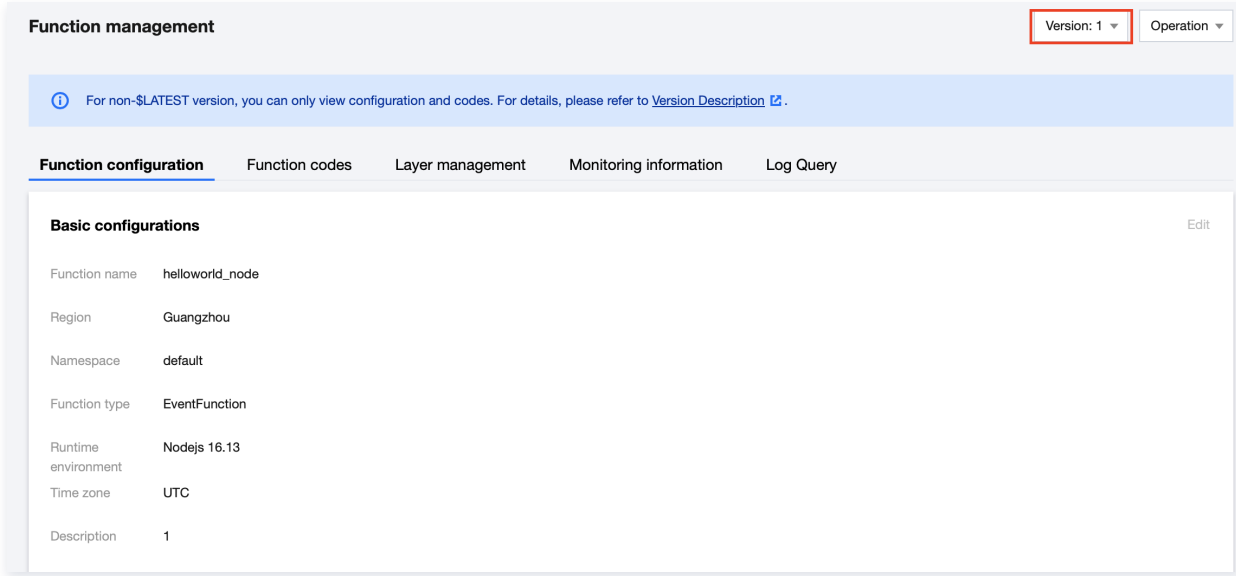 Function management
Version: 1
Operation
For non-$LATEST version, you can only view configuration and codes. For details, please refer to Version Description .
Function configuration Function codes Layer management Monitoring information Log Query
Basic configurations
Edit
Function name helloworld_node
Region Guangzhou
Namespace default
Function type EventFunction
Runtime environment Nodejs 16.13
Time zone UTC
Description 1